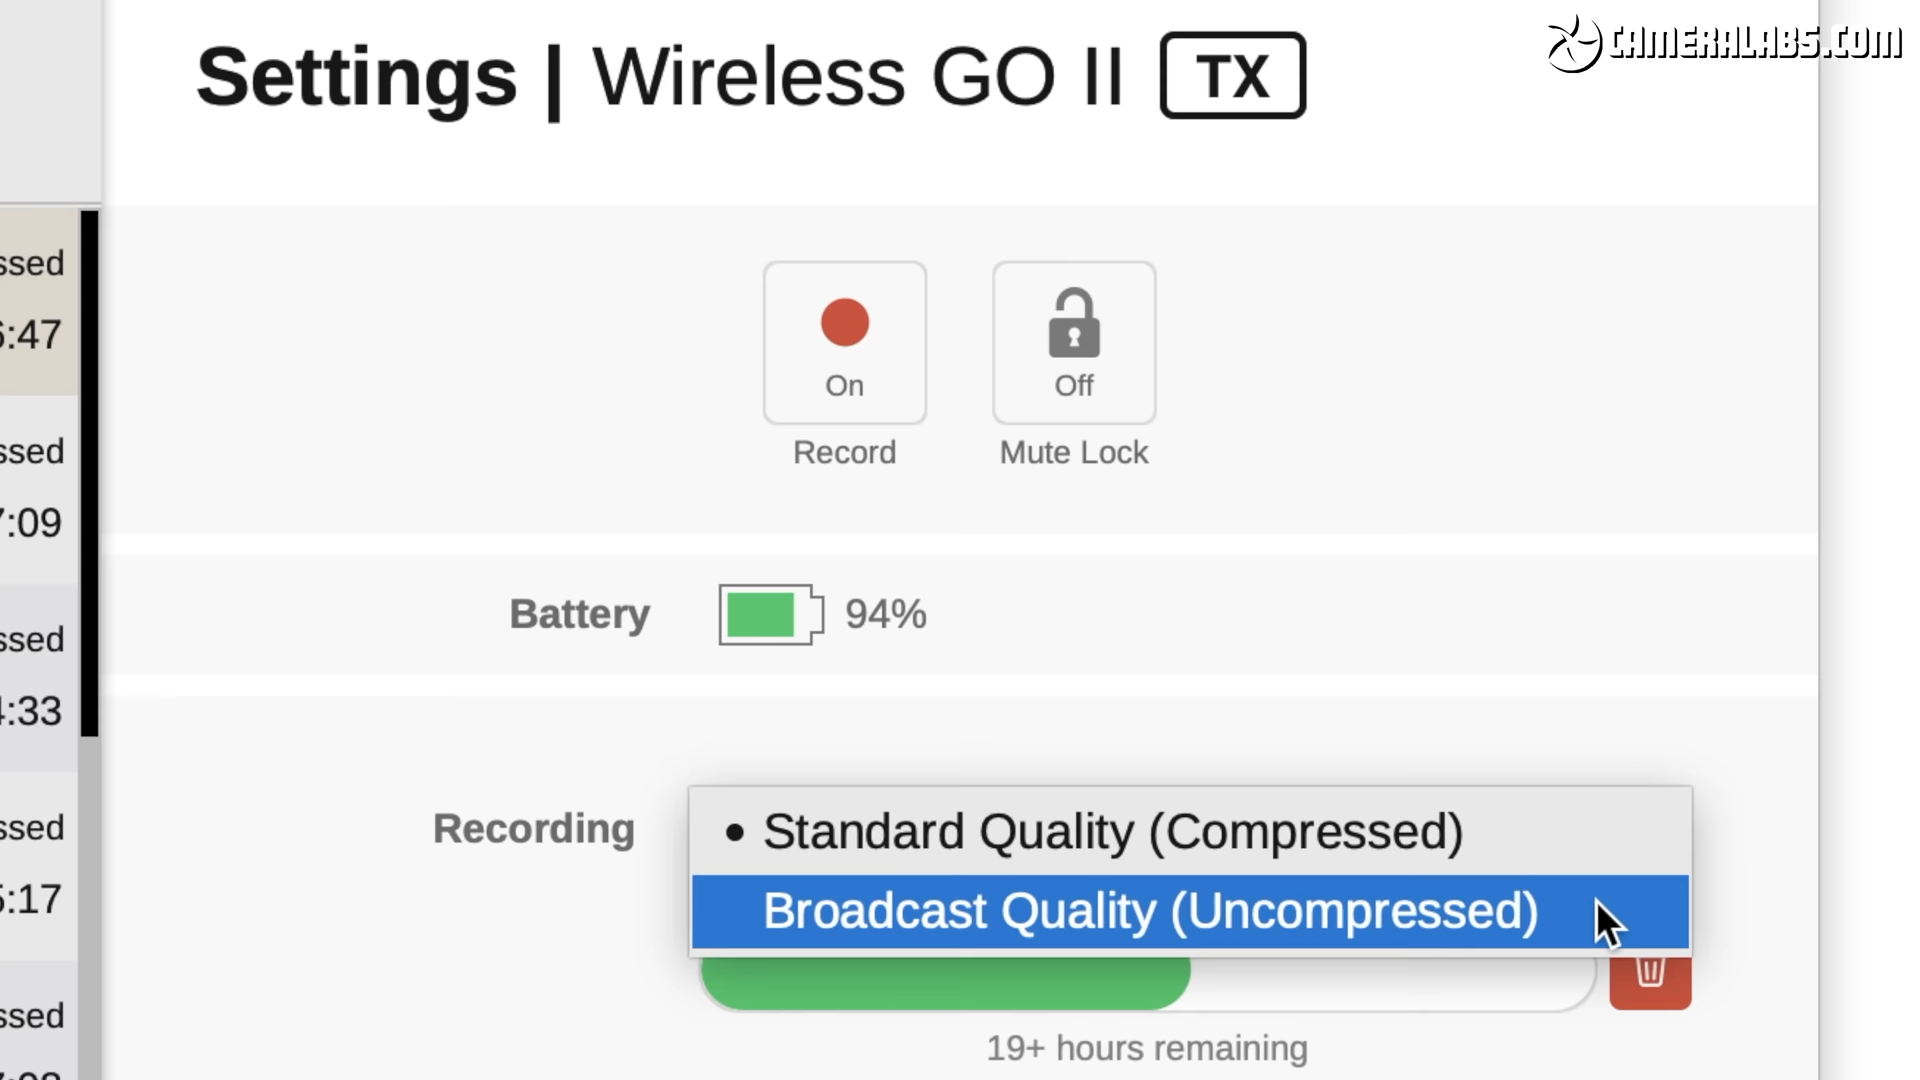 CAMERALABS.COM
Settings | Wireless GO II TX
ssed
:47
On
Off
Record
Mute Lock
ssed
:09
Battery 94%
ssed
:33
Recording
• Standard Quality (Compressed)
ssed
Broadcast Quality (Uncompressed)
:17
ssed
19+ hours remaining